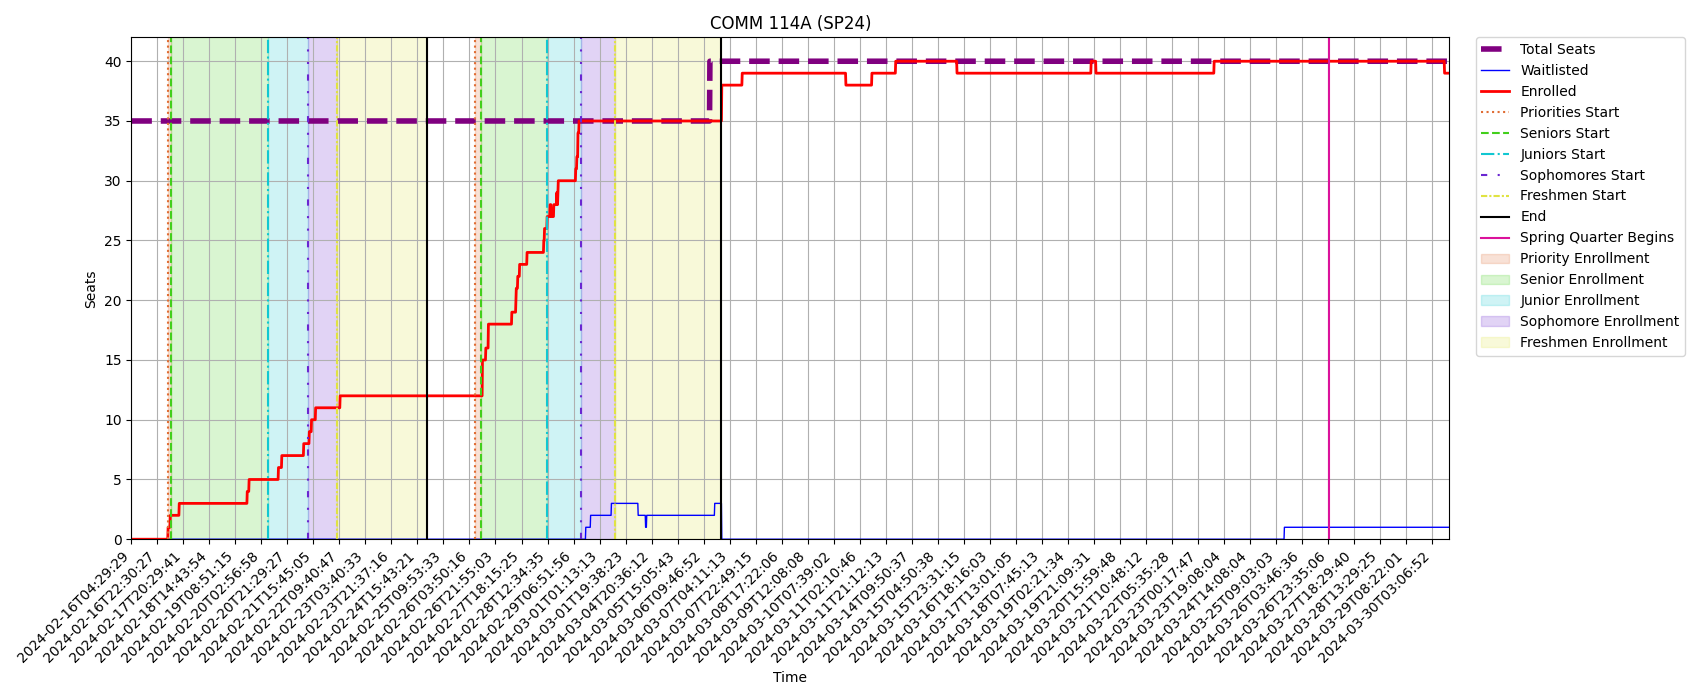 COMM 114A (SP24)
Seats
40
35
30
25
20
15
10
5
0
2024-02-16T04:29:29
2024-02-16T22:30:27
2024-02-17T20:29:41
2024-02-18T14:43:54
2024-02-19T08:51:15
2024-02-20T02:56:58
2024-02-20T21:29:27
2024-02-21T15:45:05
2024-02-22T09:40:47
2024-02-23T03:40:33
2024-02-23T21:37:16
2024-02-24T15:43:21
2024-02-25T09:53:33
2024-02-26T03:50:16
2024-02-26T21:55:03
2024-02-27T18:15:25
2024-02-28T12:34:35
2024-02-29T06:51:56
2024-03-01T01:13:13
2024-03-01T19:38:23
2024-03-04T20:36:12
2024-03-05T15:05:43
2024-03-06T09:46:52
2024-03-07T04:11:13
2024-03-07T22:49:15
2024-03-08T17:22:06
2024-03-09T12:08:09
2024-03-10T07:39:02
2024-03-11T02:10:46
2024-03-11T21:12:13
2024-03-14T09:50:37
2024-03-15T04:50:38
2024-03-15T23:31:15
2024-03-16T18:16:03
2024-03-17T13:01:05
2024-03-18T07:45:13
2024-03-19T02:21:34
2024-03-19T21:09:31
2024-03-20T15:59:48
2024-03-21T10:48:12
2024-03-22T05:35:28
2024-03-23T00:17:47
2024-03-23T19:08:04
2024-03-24T14:08:04
2024-03-25T09:03:03
2024-03-26T03:46:36
2024-03-26T23:35:06
2024-03-27T18:29:40
2024-03-28T13:29:25
2024-03-29T08:22:01
2024-03-30T03:06:52
Time
Total Seats
Waitlisted
Enrolled
Priorities Start
Seniors Start
Juniors Start
Sophomores Start
Freshmen Start
End
Spring Quarter Begins
Priority Enrollment
Senior Enrollment
Junior Enrollment
Sophomore Enrollment
Freshmen Enrollment